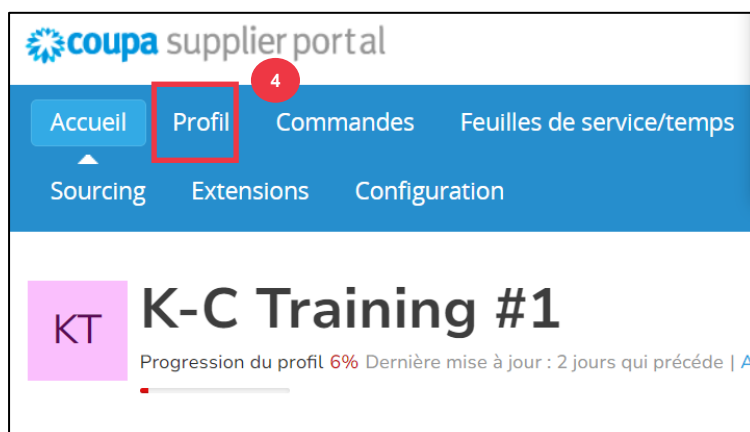 coupa supplier portal
4
Accueil Profil Commandes Feuilles de service/temps
Sourcing Extensions Configuration
KT
K-C Training #1
Progression du profil 6% Dernière mise à jour : 2 jours qui précéde | A